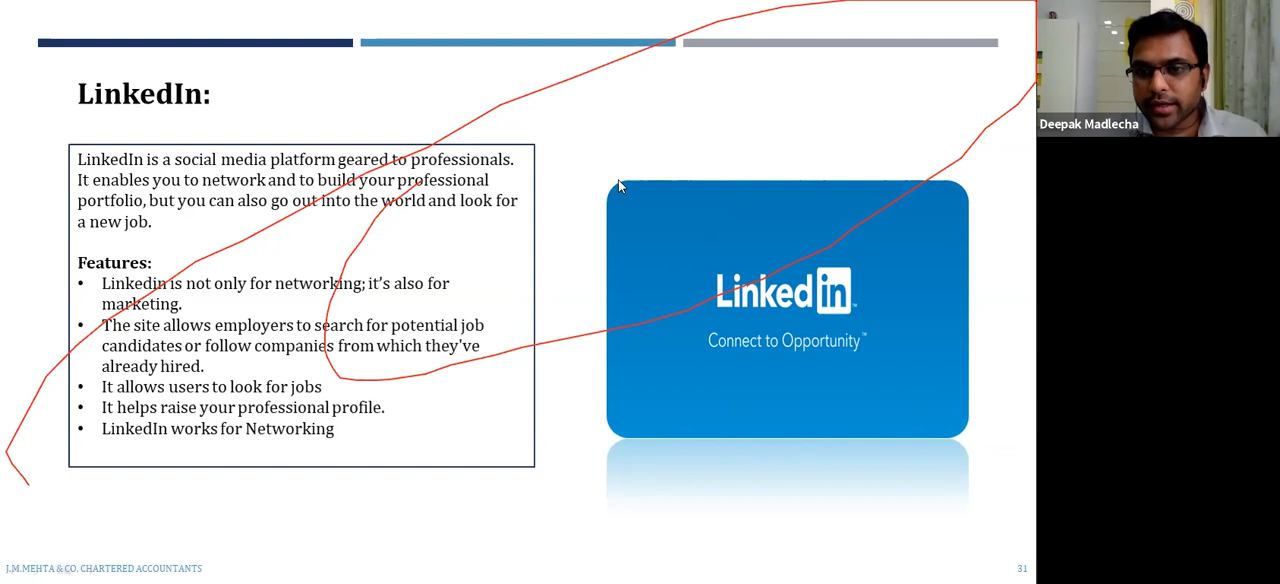 LinkedIn:
LinkedIn is a social media platform geared to professionals.
It enables you to network and to build your professional
portfolio, but you can also go out into the world and look for
a new job.
Features:
• Linkedin is not only for networking; it's also for
marketing.
• The site allows employers to search for potential job
candidates or follow companies from which they've
already hired.
• It allows users to look for jobs
• It helps raise your professional profile.
• LinkedIn works for Networking
Linked in™
Connect to Opportunity™
Deepak Madlecha
J.M.MEHTA & CO. CHARTERED ACCOUNTANTS
31